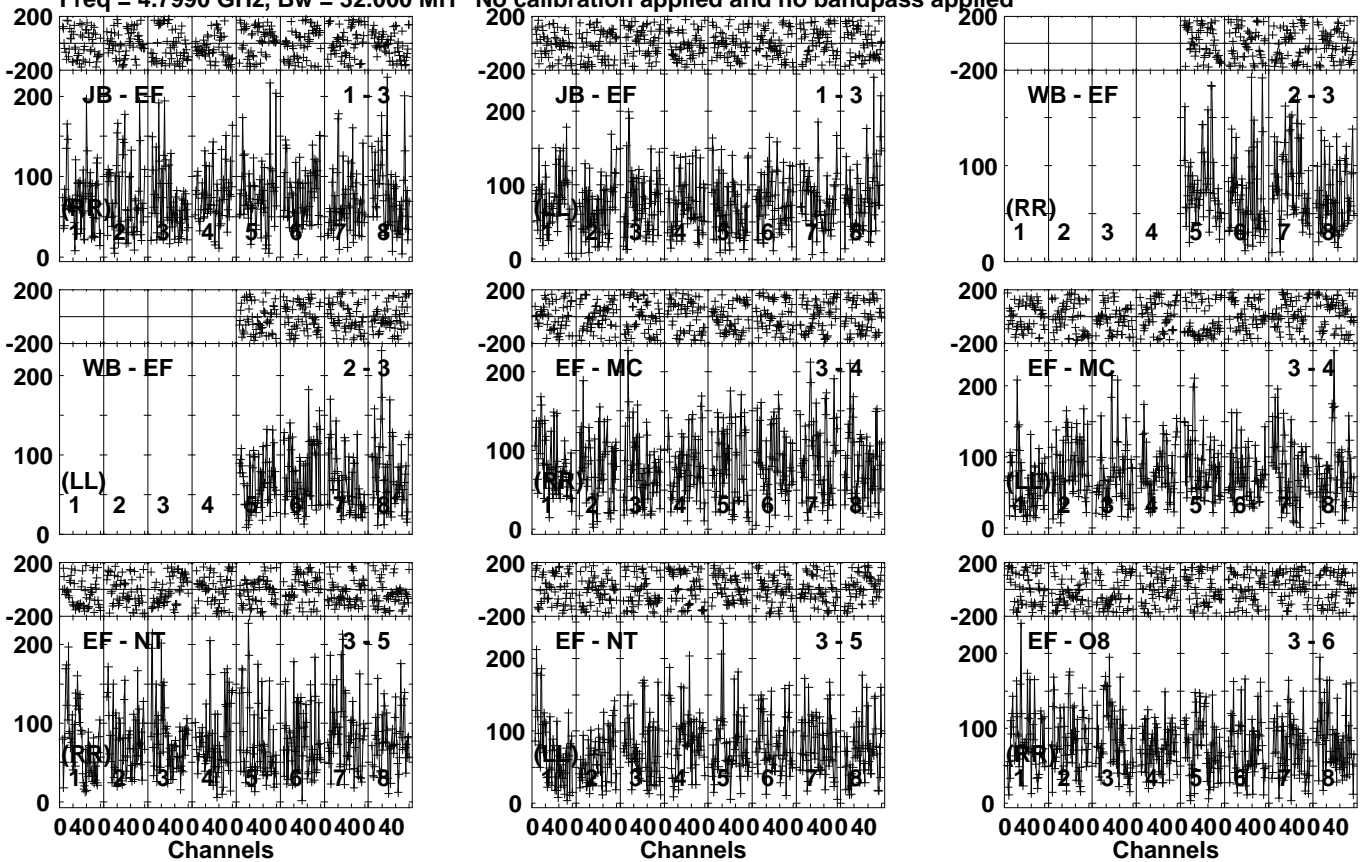 Freq = 4.7990 GHz, Bw = 32.000 MH No calibration applied and no bandpass applied
200 200 200
-200 -200 -200
JB - EF 1 - 3 JB - EF 1 - 3 WB - EF 2 - 3
200 200 200
100 100 100
(RR) (LL) (RR)
1 2 3 4 5 6 7 8 1 2 3 4 5 6 7 8 1 2 3 4 5 6 7 8
0 0 0
200 200 200
-200 -200 -200
WB - EF 2 - 3 EF - MC 3 - 4 EF - MC 3 - 4
200 200 200
100 100 100
(LL) (RR) (LL)
1 2 3 4 5 6 7 8 1 2 3 4 5 6 7 8 1 2 3 4 5 6 7 8
0 0 0
200 200 200
-200 -200 -200
EF - NT 3 - 5 EF - NT 3 - 5 EF - O8 3 - 6
200 200 200
100 100 100
(RR) (LL) (RR)
1 2 3 4 5 6 7 8 1 2 3 4 5 6 7 8 1 2 3 4 5 6 7 8
0 0 0
0 40 0 40 0 40 0 40 0 40 0 40 0 40 0 40 0 40 0 40 0 40 0 40 0 40 0 40 0 40 0 40 0 40 0 40 0 40 0 40 0 40 0 40 0 40 0 40
Channels Channels Channels